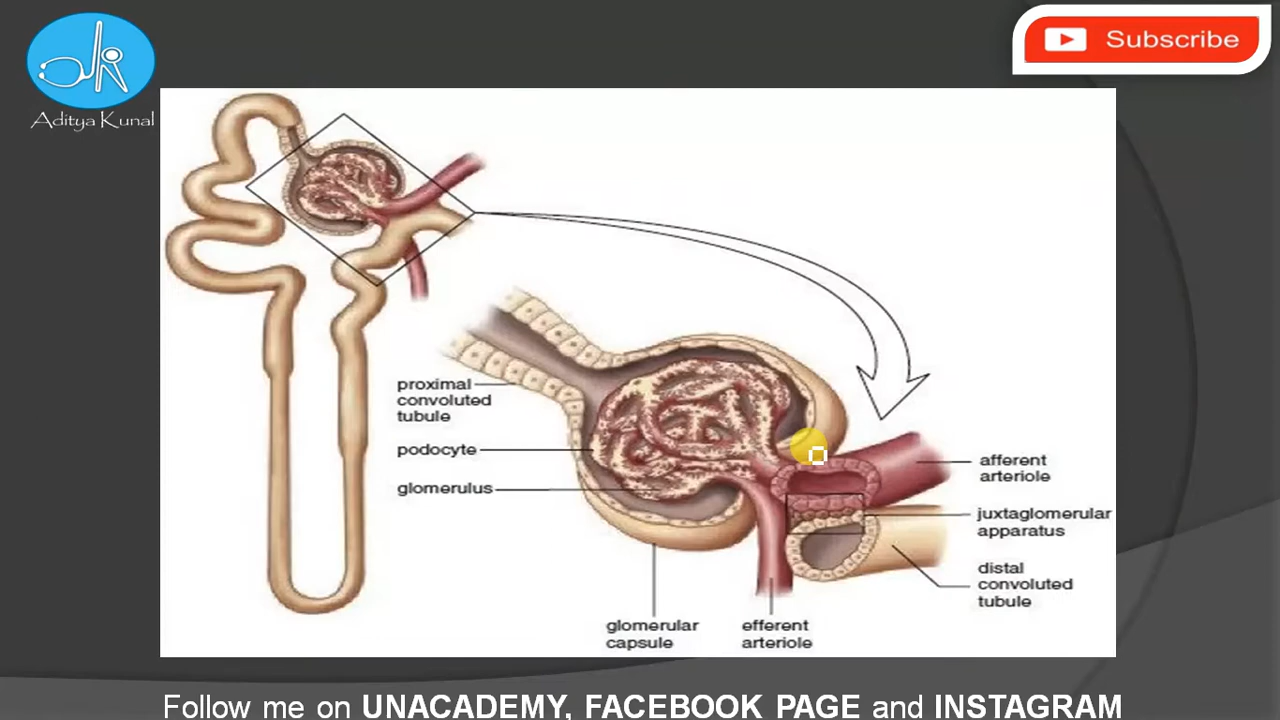 Aditya Kunal
Subscribe
proximal
convoluted
tubule
podocyte
glomerulus
afferent
arteriole
juxtaglomerular
apparatus
distal
convoluted
tubule
glomerular
capsule
efferent
arteriole
Follow me on UNACADEMY, FACEBOOK PAGE and INSTAGRAM